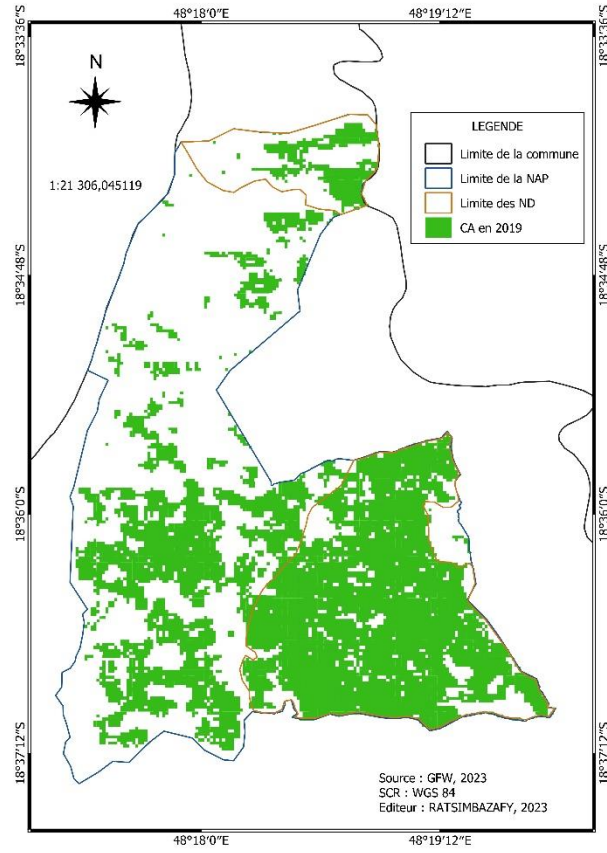 48°18'0"E 48°19'12"E
18°33'36"S 18°33'36"S
N
LEGENDE
Limite de la commune
Limite de la NAP
Limite des ND
CA en 2019
1:21 306,045119
18°34'48"S 18°34'48"S
18°36'0"S 18°36'0"S
18°37'12"S 18°37'12"S
Source : GFW, 2023
SCR : WGS 84
Editeur : RATSIMBAZAFY, 2023
48°18'0"E 48°19'12"E